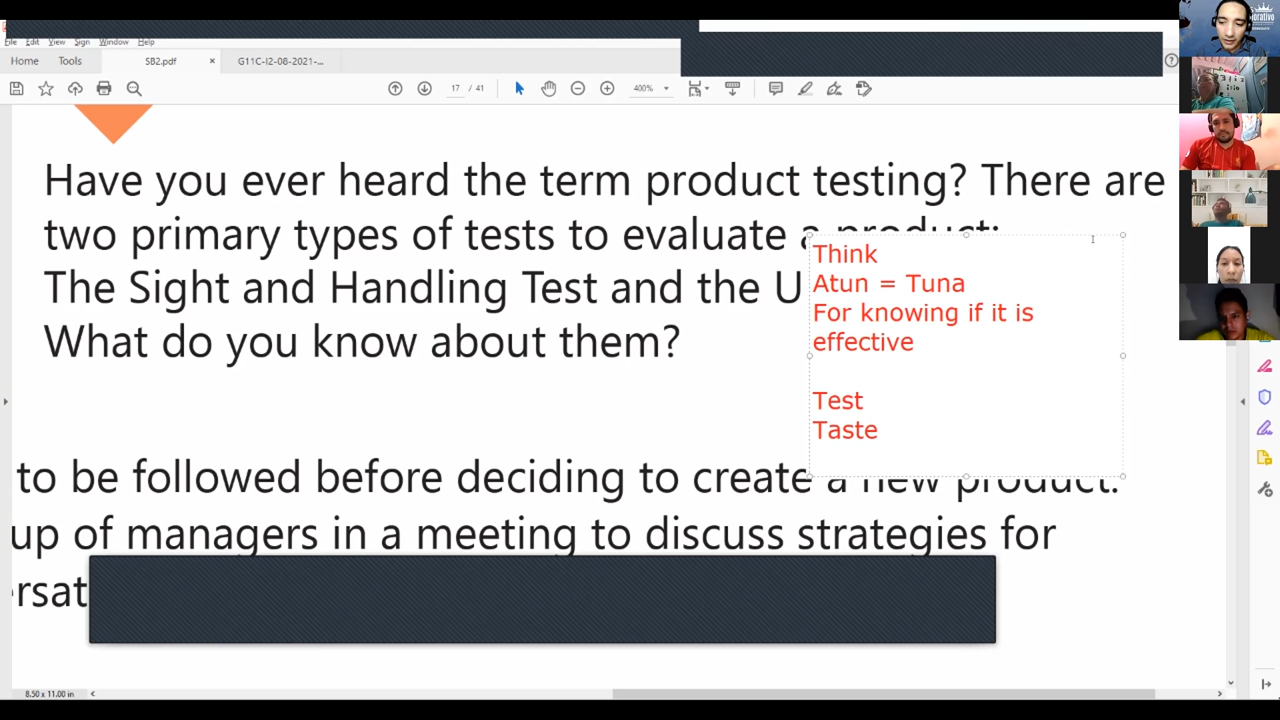 File Edit View Sign Window Help
Home Tools SB2.pdf × G11C-I2-08-2021-... ?
17 / 41 400%
Have you ever heard the term product testing? There are
two primary types of tests to evaluate a product:
The Sight and Handling Test and the U
What do you know about them?
Think
Atun = Tuna
For knowing if it is
effective
Test
Taste
to be followed before deciding to create a new product.
up of managers in a meeting to discuss strategies for
ersat
8.50 x 11.00 in